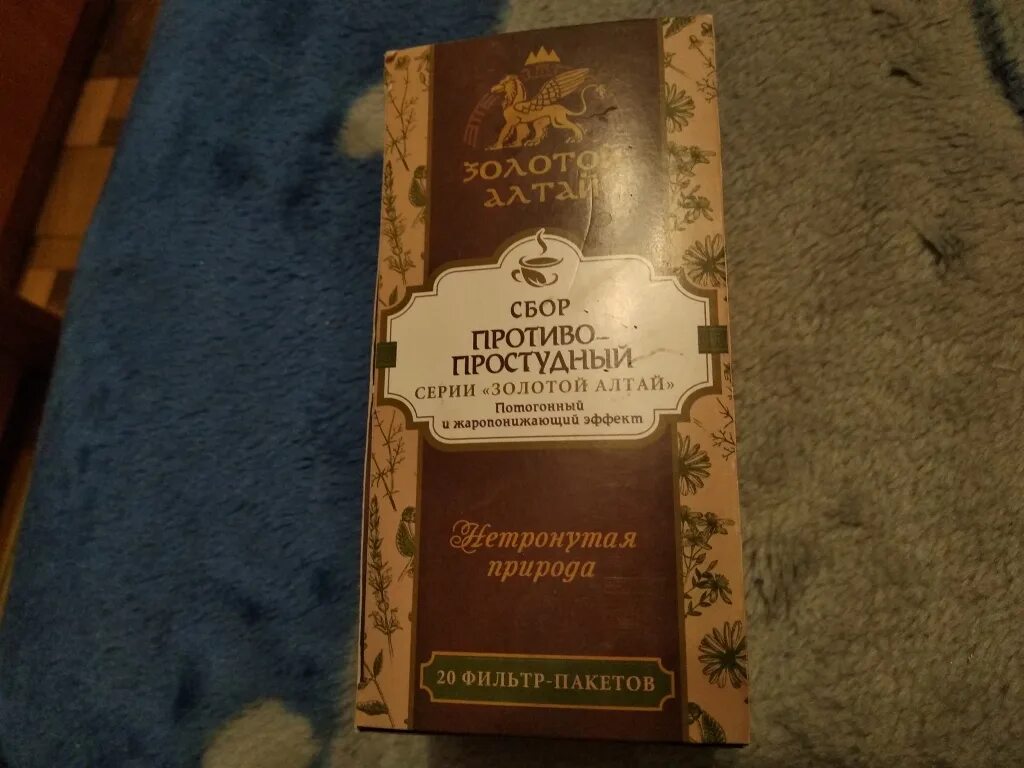 ЗОЛОТОЙ
АЛТАЙ
СБОР
ПРОТИВО-
ПРОСТУДНЫЙ
СЕРИИ «ЗОЛОТОЙ АЛТАЙ»
Потогонный
и жаропонижающий эффект
Нетронутая
природа
20 ФИЛЬТР-ПАКЕТОВ